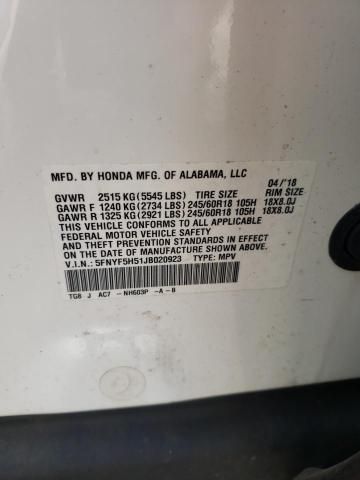 MFD. BY HONDA MFG. OF ALABAMA, LLC 04/'18
GVWR 2515 KG (5545 LBS) TIRE SIZE RIM SIZE
GAWR F 1240 KG (2734 LBS) 245/60R18 105H 18X8.0J
GAWR R 1325 KG (2921 LBS) 245/60R18 105H 18X8.0J
THIS VEHICLE CONFORMS TO ALL APPLICABLE
FEDERAL MOTOR VEHICLE SAFETY
AND THEFT PREVENTION STANDARDS IN EFFECT
ON THE DATE OF MANUFACTURE SHOWN ABOVE.
V.I.N.: 5FNYF5H51JB020923 TYPE: MPV
TG8 J AC7 -NH603P -A -B